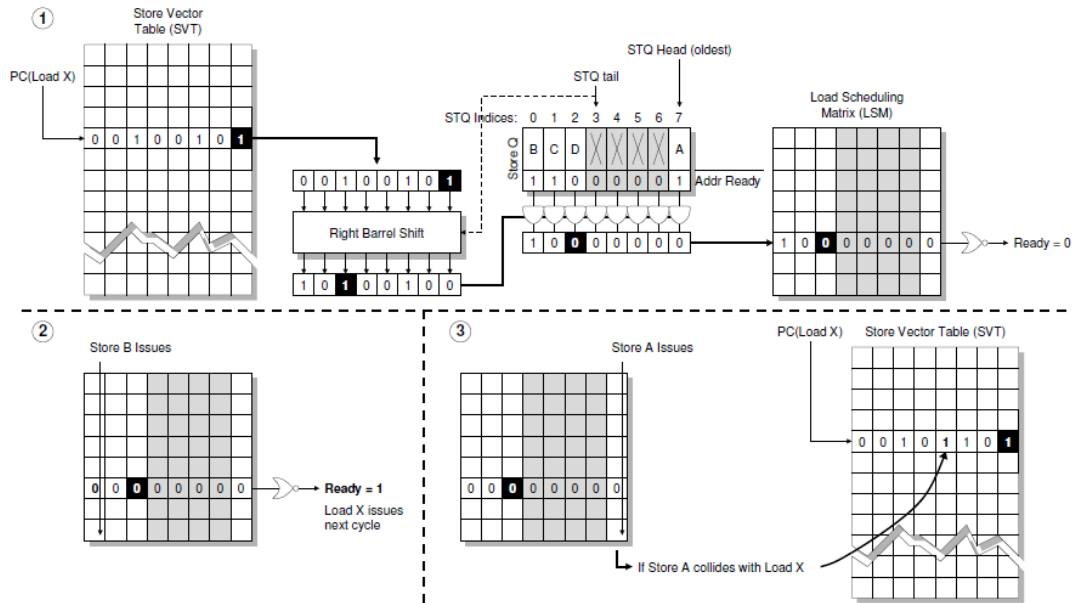 1
Store Vector
Table (SVT)
PC(Load X)
0 0 1 0 0 1 0 1
0 0 1 0 0 1 0 1
Right Barrel Shift
1 0 1 0 0 1 0 0
STQ Head (oldest)
STQ tail
STQ Indices: 0 1 2 3 4 5 6 7
Store Q
B C D A
1 1 0 0 0 0 0 1 Addr Ready
1 0 0 0 0 0 0 0
Load Scheduling
Matrix (LSM)
1 0 0 0 0 0 0 0
Ready = 0
2
Store B Issues
0 0 0 0 0 0 0 0
Ready = 1
Load X issues
next cycle
3
Store A Issues
0 0 0 0 0 0 0 0
If Store A collides with Load X
PC(Load X)
Store Vector Table (SVT)
0 0 1 0 1 1 0 1